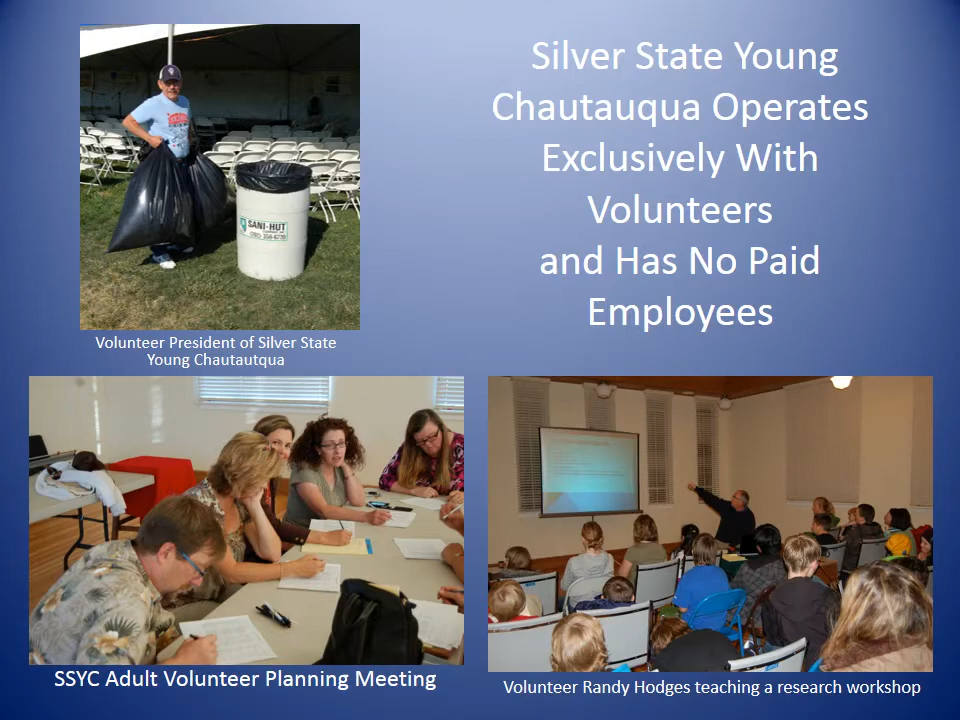 Silver State Young
Chautauqua Operates
Exclusively With
Volunteers
and Has No Paid
Employees
SANI-HUT
Volunteer President of Silver State
Young Chautautqua
SSYC Adult Volunteer Planning Meeting
Volunteer Randy Hodges teaching a research workshop